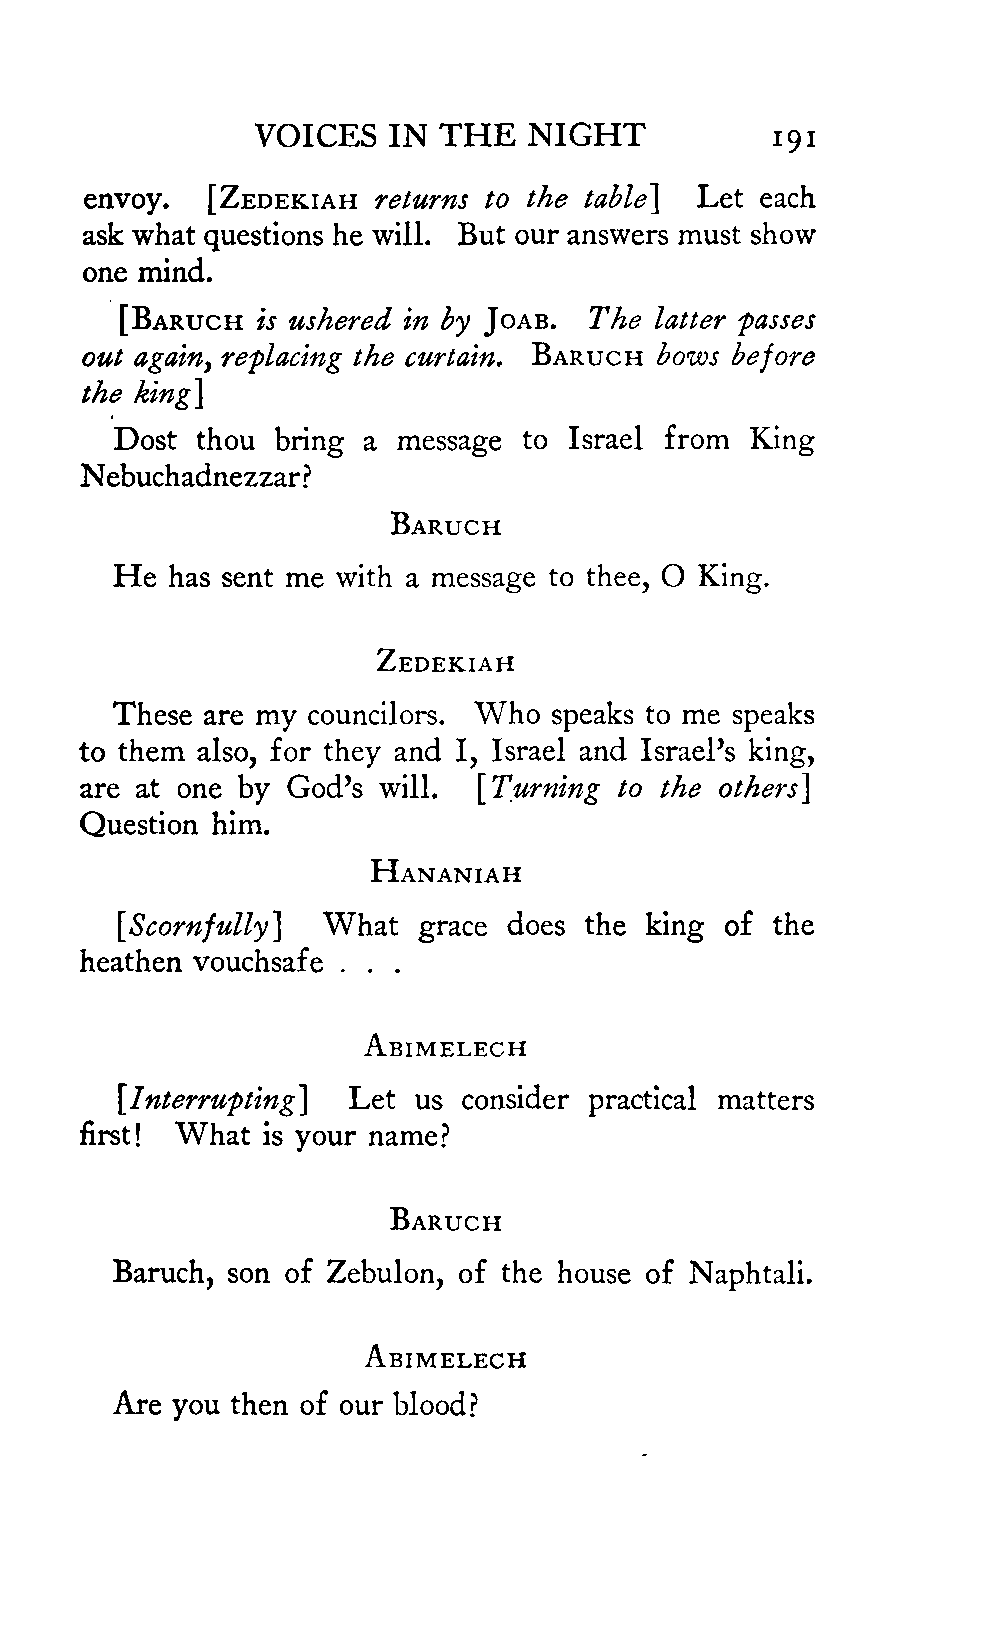 VOICES IN THE NIGHT 191
envoy. [ZEDEKIAH returns to the table] Let each
ask what questions he will. But our answers must show
one mind.
[BARUCH is ushered in by JOAB. The latter passes
out again, replacing the curtain. BARUCH bows before
the king]
Dost thou bring a message to Israel from King
Nebuchadnezzar?
BARUCH
He has sent me with a message to thee, O King.
ZEDEKIAH
These are my councilors. Who speaks to me speaks
to them also, for they and I, Israel and Israel's king,
are at one by God's will. [Turning to the others]
Question him.
HANANIAH
[Scornfully] What grace does the king of the
heathen vouchsafe . . .
ABIMELECH
[Interrupting] Let us consider practical matters
first! What is your name?
BARUCH
Baruch, son of Zebulon, of the house of Naphtali.
ABIMELECH
Are you then of our blood?